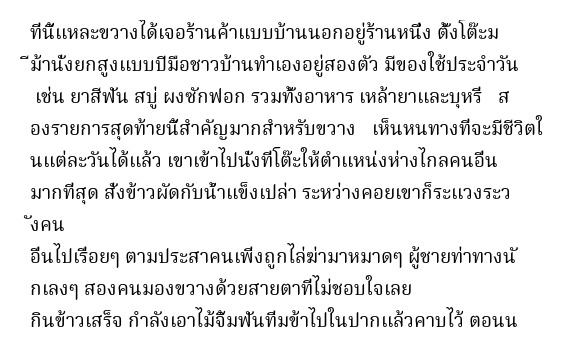 ที่นี่แหละขวางได้เจอร้านค้าแบบบ้านนอกอยู่ร้านหนึ่ง ตั้งโต๊ะม
ีม้านั่งยกสูงแบบปีมือชาวบ้านทำเองอยู่สองตัว มีของใช้ประจำวัน
เช่น ยาสีฟัน สบู่ ผงซักฟอก รวมทั้งอาหาร เหล้ายาและบุหรี่ ส
องรายการสุดท้ายนี้สำคัญมากสำหรับขวาง เห็นหนทางที่จะมีชีวิตใ
นแต่ละวันได้แล้ว เขาเข้าไปนั่งที่โต๊ะให้ตำแหน่งห่างไกลคนอื่น
มากที่สุด สั่งข้าวผัดกับน้ำแข็งเปล่า ระหว่างคอยเขาก็ระแวงระว
ังคน
อื่นไปเรื่อยๆ ตามประสาคนเพิ่งถูกไล่ฆ่ามาหมาดๆ ผู้ชายท่าทางนั
กเลงๆ สองคนมองขวางด้วยสายตาที่ไม่ชอบใจเลย
กินข้าวเสร็จ กำลังเอาไม้จิ้มฟันทิ่มเข้าไปในปากแล้วคาบไว้ ตอนน